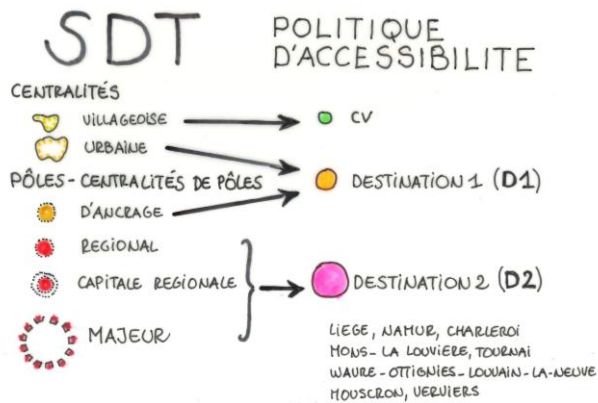 SDT
POLITIQUE
D'ACCESSIBILITE
CENTRALITÉS
VILLAGEOISE
CV
URBAINE
PÔLES-CENTRALITÉS DE PÔLES
DESTINATION 1 (D1)
D'ANCRAGE
REGIONAL
CAPITALE REGIONALE
DESTINATION 2 (D2)
MAJEUR
LIEGE, NAMUR, CHARLEROI
MONS-LA LOUVIERE, TOURNAI
WAVRE-OTTIGNIES-LOUVAIN-LA-NEUVE
MOUSCRON, VERVIERS